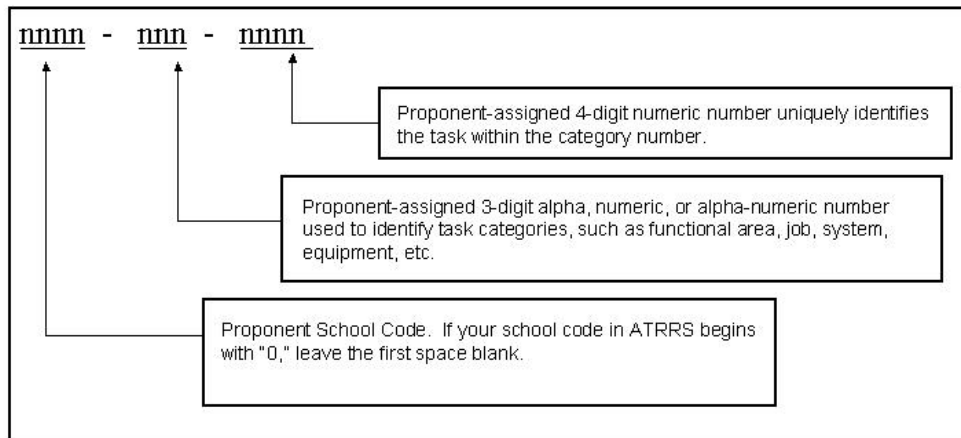 nnnn - nnn - nnnn
Proponent-assigned 4-digit numeric number uniquely identifies
the task within the category number.
Proponent-assigned 3-digit alpha, numeric, or alpha-numeric number
used to identify task categories, such as functional area, job, system,
equipment, etc.
Proponent School Code.  If your school code in ATRRS begins
with "0," leave the first space blank.